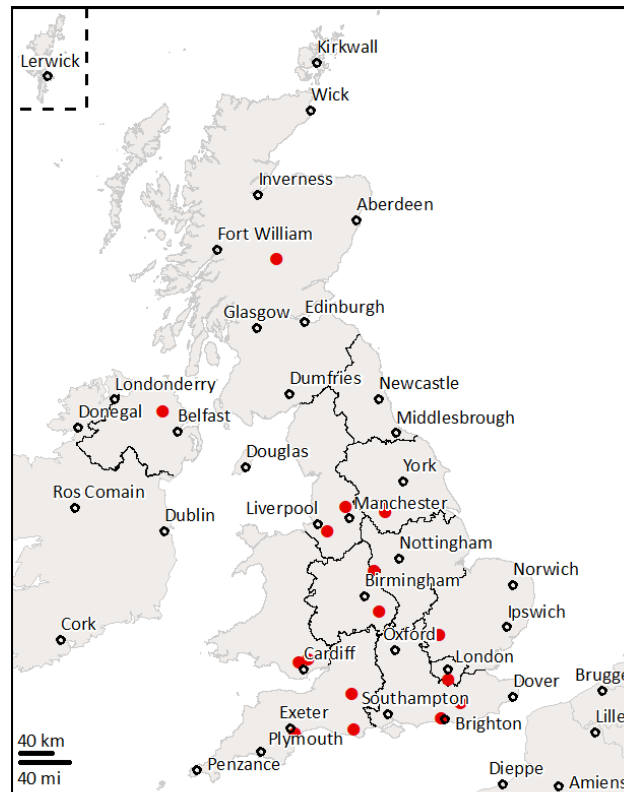 Kirkwall
Lerwick
Wick
Inverness
Aberdeen
Fort William
Glasgow
Edinburgh
Londonderry
Dumfries
Newcastle
Donegal
Belfast
Middlesbrough
Douglas
York
Ros Comain
Liverpool
Manchester
Dublin
Nottingham
Birmingham
Norwich
Cork
Ipswich
Oxford
Cardiff
London
Brugge
Dover
Southampton
Exeter
Brighton
Lille
Plymouth
40 km
Penzance
40 mi
Dieppe
Amiens